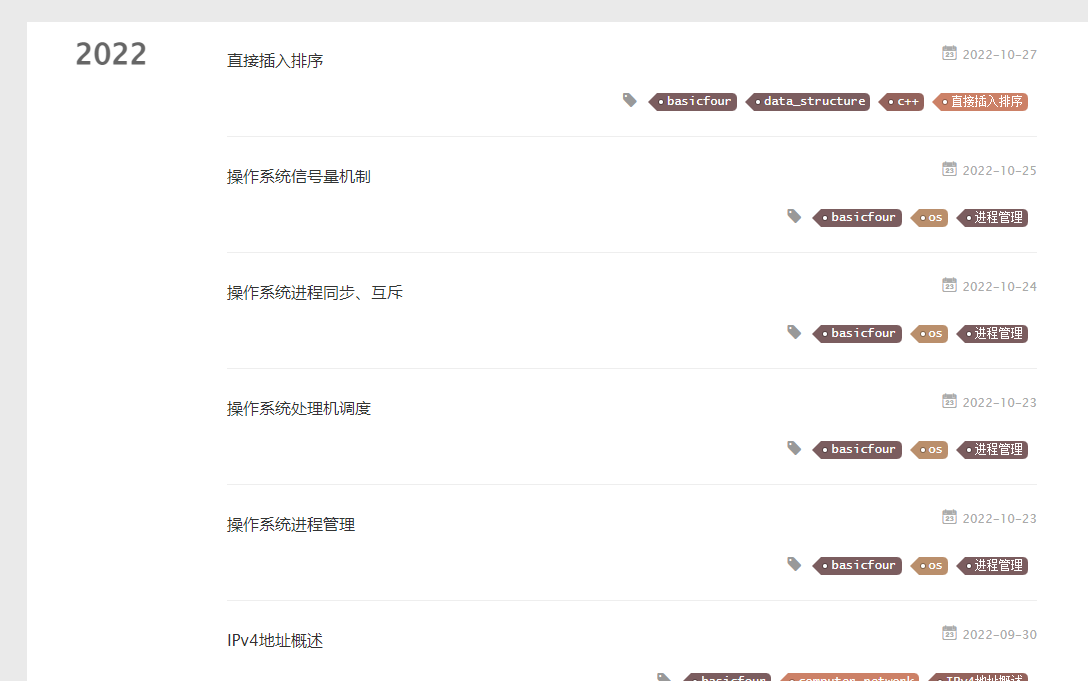 2022
直接插入排序
2022-10-27
basicfour data_structure c++ 直接插入排序
操作系统信号量机制
2022-10-25
basicfour os 进程管理
操作系统进程同步、互斥
2022-10-24
basicfour os 进程管理
操作系统处理机调度
2022-10-23
basicfour os 进程管理
操作系统进程管理
2022-10-23
basicfour os 进程管理
IPv4地址概述
2022-09-30
basicfour computer_network IPv4地址概述